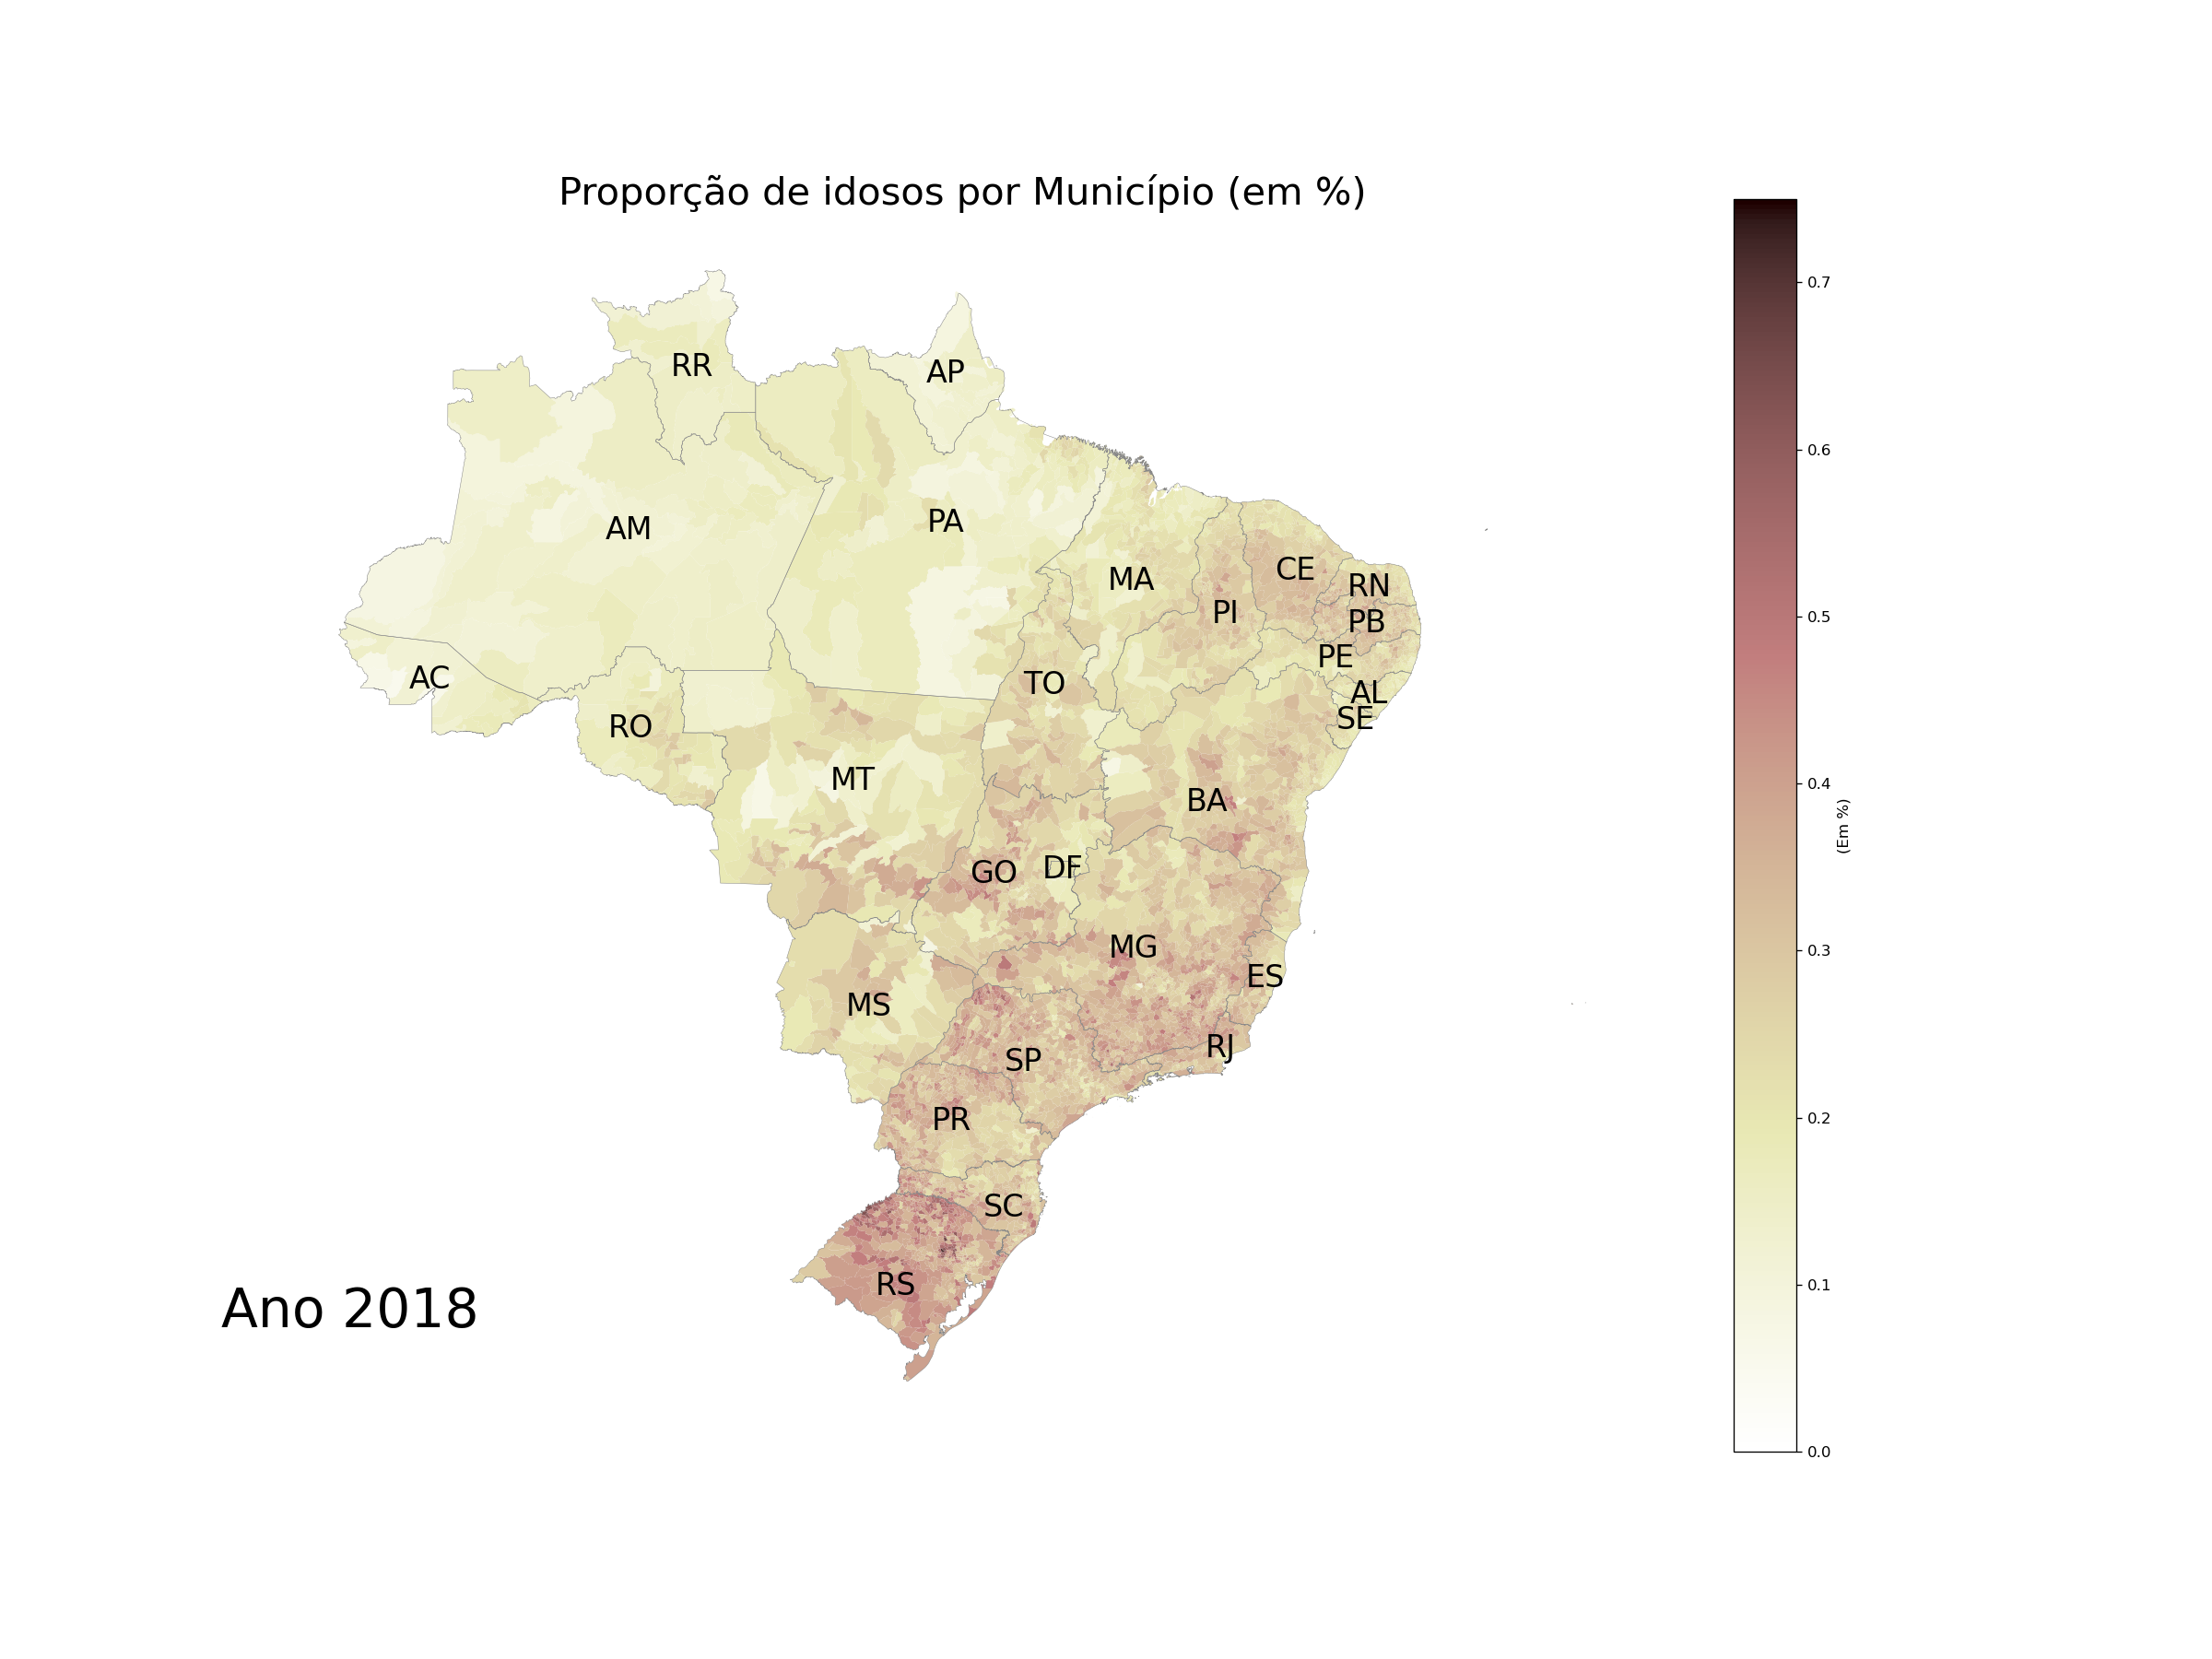 Proporção de idosos por Município (em %)
RR
AP
AM
PA
MA
CE
RN
PI
PB
PE
AC
TO
AL
RO
SE
MT
BA
GO
DF
MG
ES
MS
RJ
SP
PR
SC
RS
Ano 2018
0.7
0.6
0.5
0.4
0.3
0.2
0.1
0.0
(Em %)